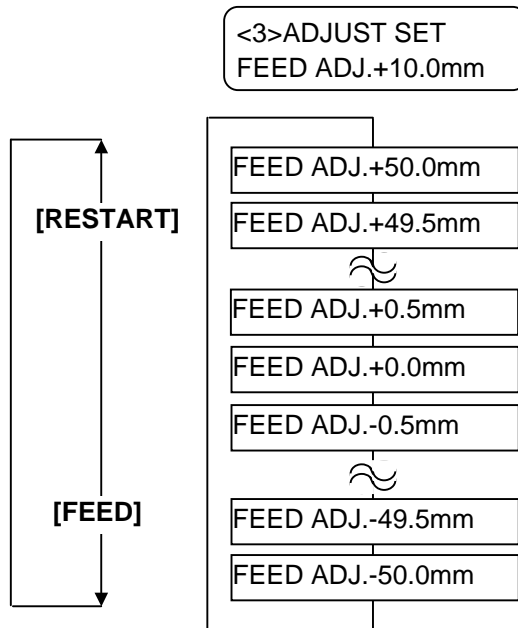 <3>ADJUST SET
FEED ADJ.+10.0mm
FEED ADJ.+50.0mm
[RESTART]
FEED ADJ.+49.5mm
FEED ADJ.+0.5mm
FEED ADJ.+0.0mm
FEED ADJ.-0.5mm
[FEED]
FEED ADJ.-49.5mm
FEED ADJ.-50.0mm